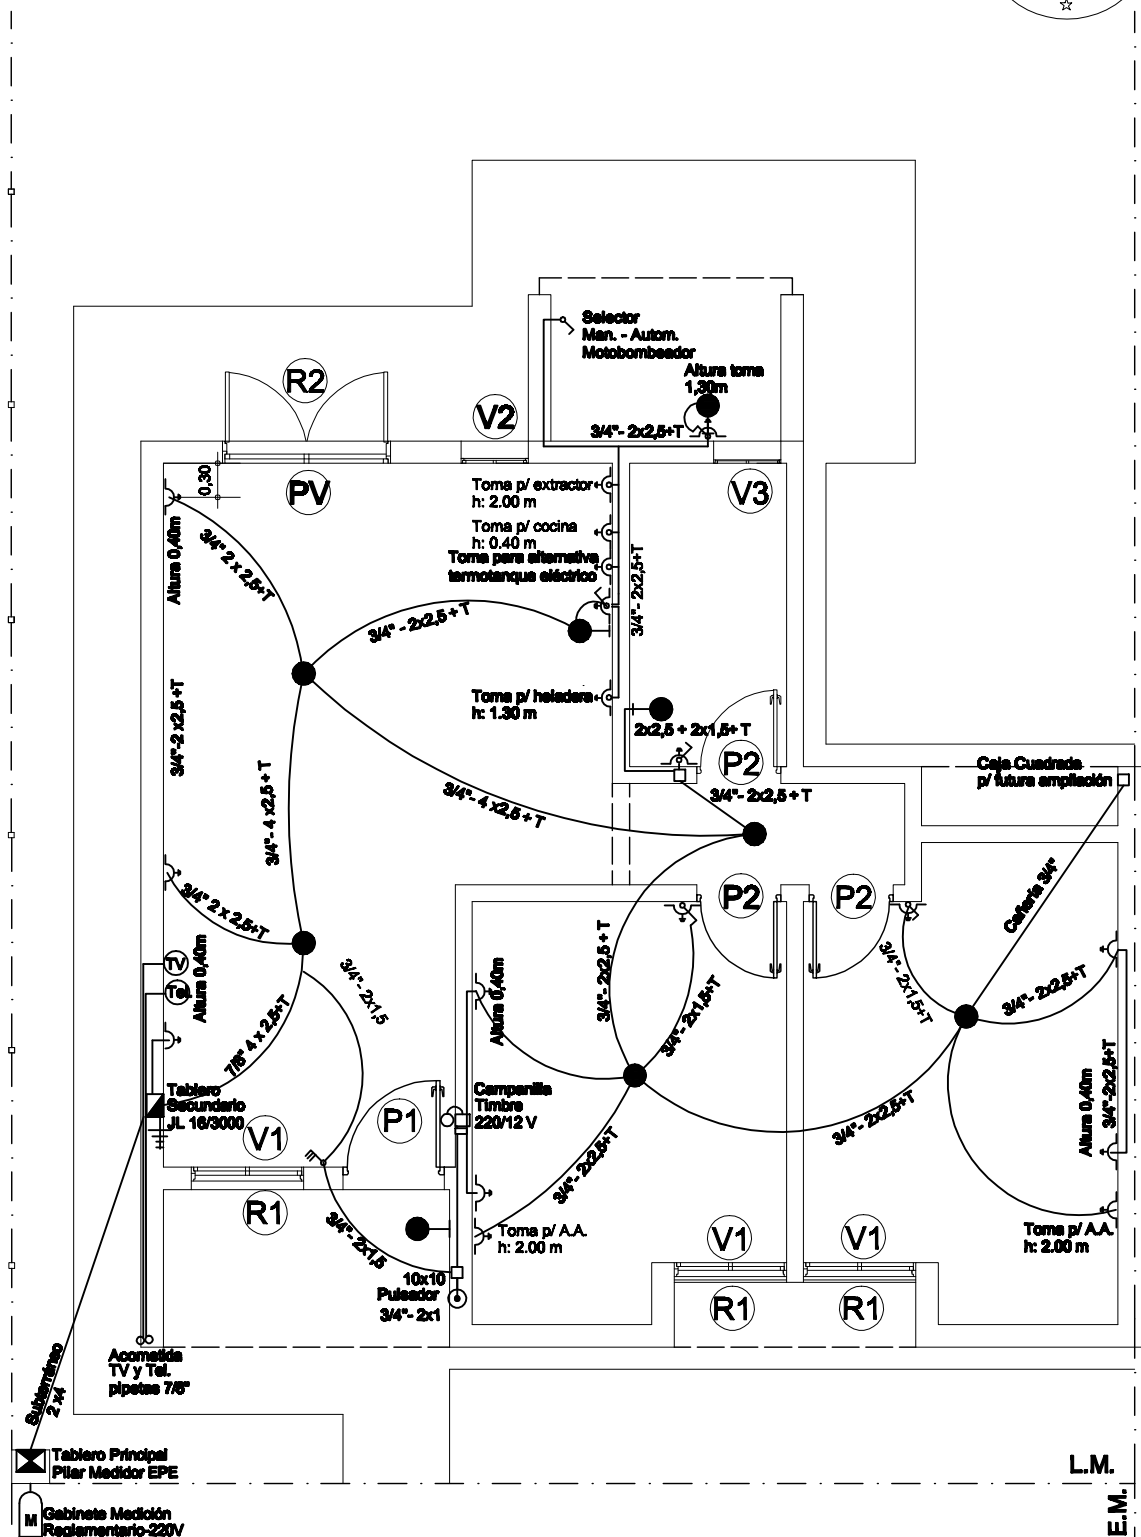 Selector
Man. - Autom.
Motobombeador
Altura toma
1,30m
R2
V2
3/4"- 2x2,5+T
0,30
PV
V3
Toma p/ extractor
h: 2.00 m
Toma p/ cocina
h: 0.40 m
Toma para alternativa
termotanque eléctrico
Altura 0,40m
3/4" 2 x 2,5+T
3/4"- 2x2,5+T
3/4" - 2x2,5 + T
3/4"-2 x2,5 +T
Toma p/ heladera
h: 1.30 m
2x2,5 + 2x1,5+ T
P2
Caja Cuadrada
p/ futura ampliación
3/4"- 2x2,5 + T
3/4"- 4 x2,5 + T
3/4"- 4 x2,5 + T
P2
P2
Cañería 3/4"
3/4" 2 x 2,5+T
TV
Tel.
Altura 0,40m
3/4"- 2x1,5
Altura 0,40m
3/4"- 2x2,5 + T
3/4"- 2x1,5+T
3/4"- 2x1,5+T
3/4"- 2x2,5+T
7/8" 4 x 2,5+T
Tablero
Secundario
JL 16/3000
V1
P1
Campanilla
Timbre
220/12 V
3/4"- 2x2,5+T
3/4"- 2x2,5+T
Altura 0,40m
3/4"-2x2,5+T
R1
3/4"- 2x1,5
Toma p/ A.A.
h: 2.00 m
V1
V1
Toma p/ A.A.
h: 2.00 m
10x10
Pulsador
3/4"- 2x1
R1
R1
Acometida
TV y Tel.
pipetas 7/8"
Subterráneo
2 x4
Tablero Principal
Pilar Medidor EPE
L.M.
M
Gabinete Medición
Reglamentario-220V
E.M.